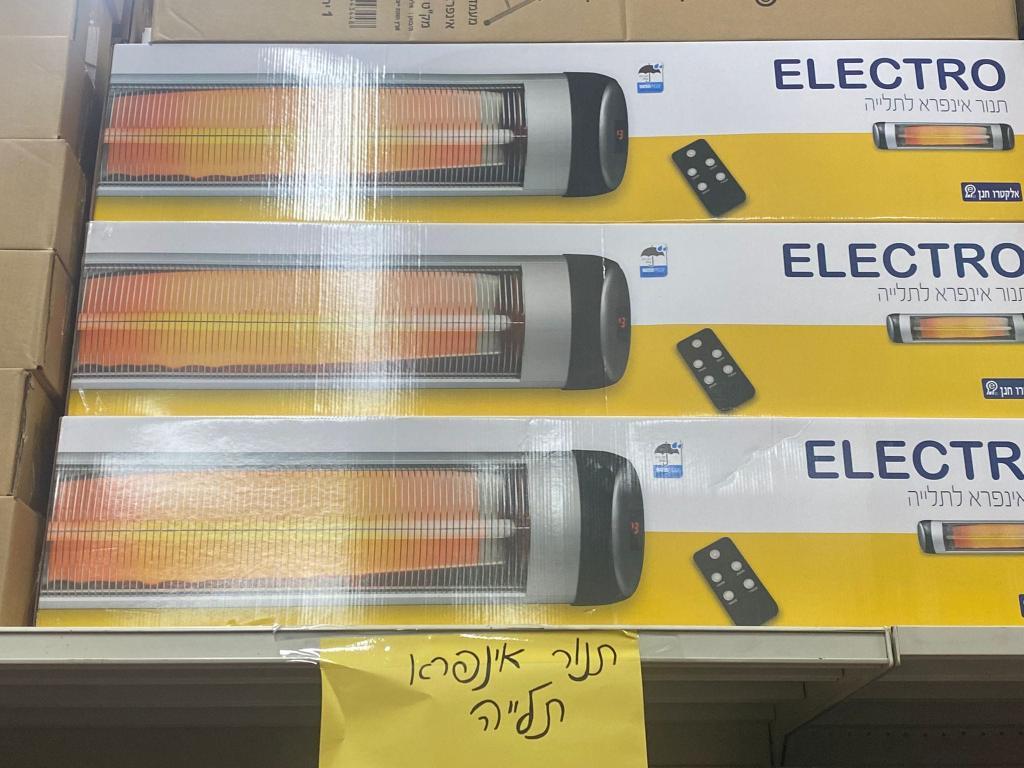 ELECTRO
תנור אינפרא לתלייה
אלקטרו חנן
ELECTRO
תנור אינפרא לתלייה
ELECTR
אינפרא לתלייה
תנור אינפרא
תלייה